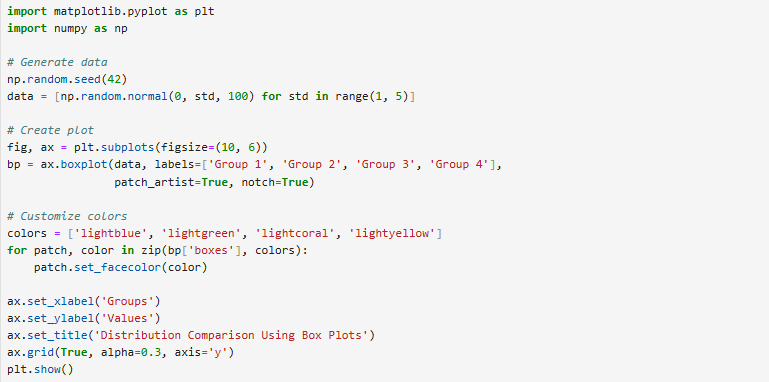 import matplotlib.pyplot as plt
import numpy as np

# Generate data
np.random.seed(42)
data = [np.random.normal(0, std, 100) for std in range(1, 5)]

# Create plot
fig, ax = plt.subplots(figsize=(10, 6))
bp = ax.boxplot(data, labels=['Group 1', 'Group 2', 'Group 3', 'Group 4'],
                patch_artist=True, notch=True)

# Customize colors
colors = ['lightblue', 'lightgreen', 'lightcoral', 'lightyellow']
for patch, color in zip(bp['boxes'], colors):
    patch.set_facecolor(color)

ax.set_xlabel('Groups')
ax.set_ylabel('Values')
ax.set_title('Distribution Comparison Using Box Plots')
ax.grid(True, alpha=0.3, axis='y')
plt.show()